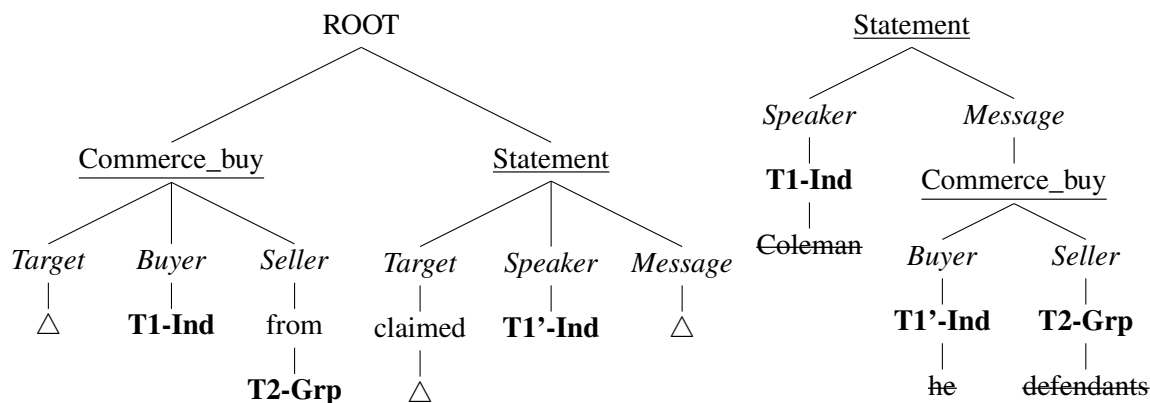 ROOT Statement
Speaker Message
Commerce_buy Statement T1-Ind Commerce_buy
Coleman
Target Buyer Seller Target Speaker Message Buyer Seller
△ T1-Ind from claimed T1'-Ind △ T1'-Ind T2-Grp
T2-Grp △ he defendants